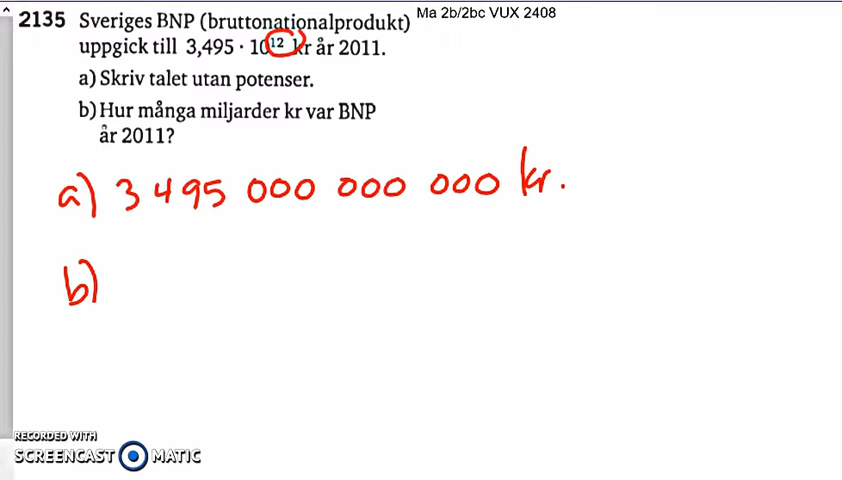 2135 Sveriges BNP (bruttonationalprodukt)
Ma 2b/2bc VUX 2408
uppgick till 3,495 · 10¹² kr år 2011.
a) Skriv talet utan potenser.
b) Hur många miljarder kr var BNP
år 2011?
a) 3 495 000 000 000 kr.
b)
RECORDED WITH
SCREENCAST MATIC